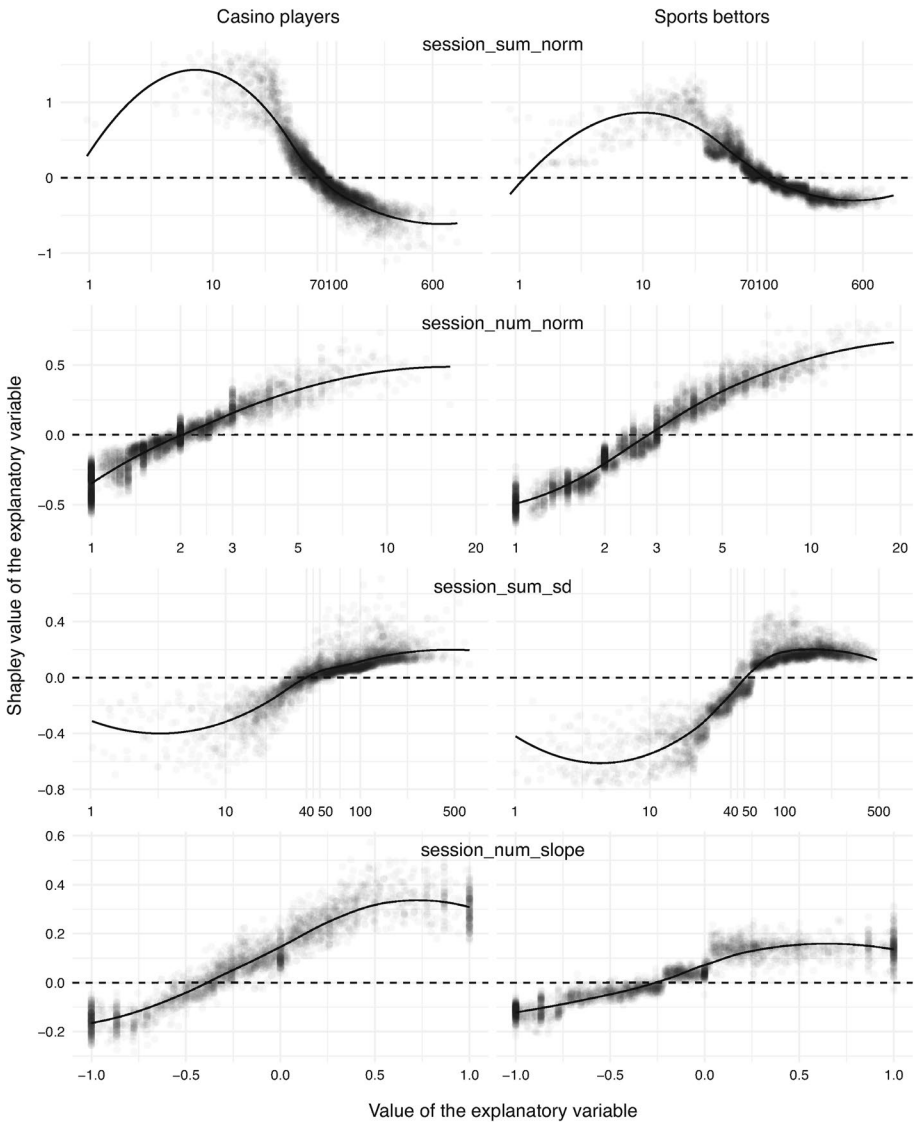 Casino players Sports bettors
session_sum_norm
1
0
−1
1 10 70 100 600 1 10 70 100 600
session_num_norm
0.5
0.0
−0.5
1 2 3 5 10 20 1 2 3 5 10 20
session_sum_sd
0.4
0.0
−0.4
−0.8
1 10 40 50 100 500 1 10 40 50 100 500
session_num_slope
0.6
0.4
0.2
0.0
−0.2
−1.0 −0.5 0.0 0.5 1.0 −1.0 −0.5 0.0 0.5 1.0
Shapley value of the explanatory variable
Value of the explanatory variable